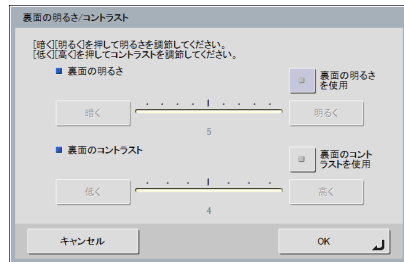 裏面の明るさ/コントラスト
[暗く][明るく]を押して明るさを調節してください。
[低く][高く]を押してコントラストを調節してください。
裏面の明るさ
裏面の明るさ
を使用
暗く
明るく
5
裏面のコントラスト
裏面のコント
ラストを使用
低く
高く
4
キャンセル
OK